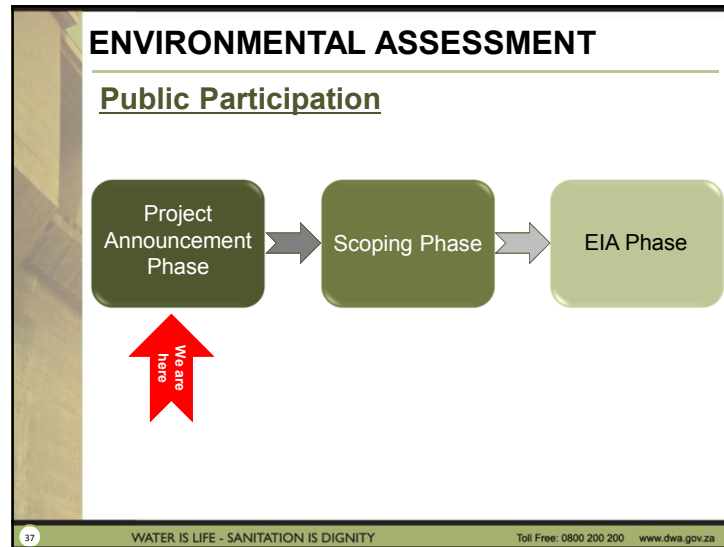 ENVIRONMENTAL ASSESSMENT
Public Participation
Project
Announcement
Phase
Scoping Phase
EIA Phase
We are
here
37
WATER IS LIFE - SANITATION IS DIGNITY
Toll Free: 0800 200 200 www.dwa.gov.za